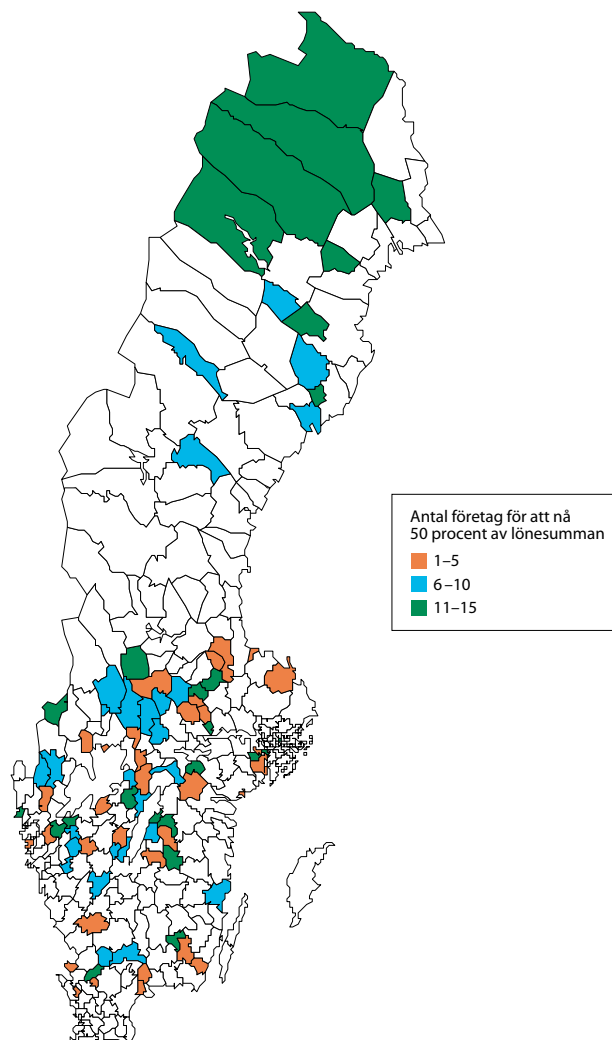 Antal företag för att nå
50 procent av lönesumman
1–5
6–10
11–15